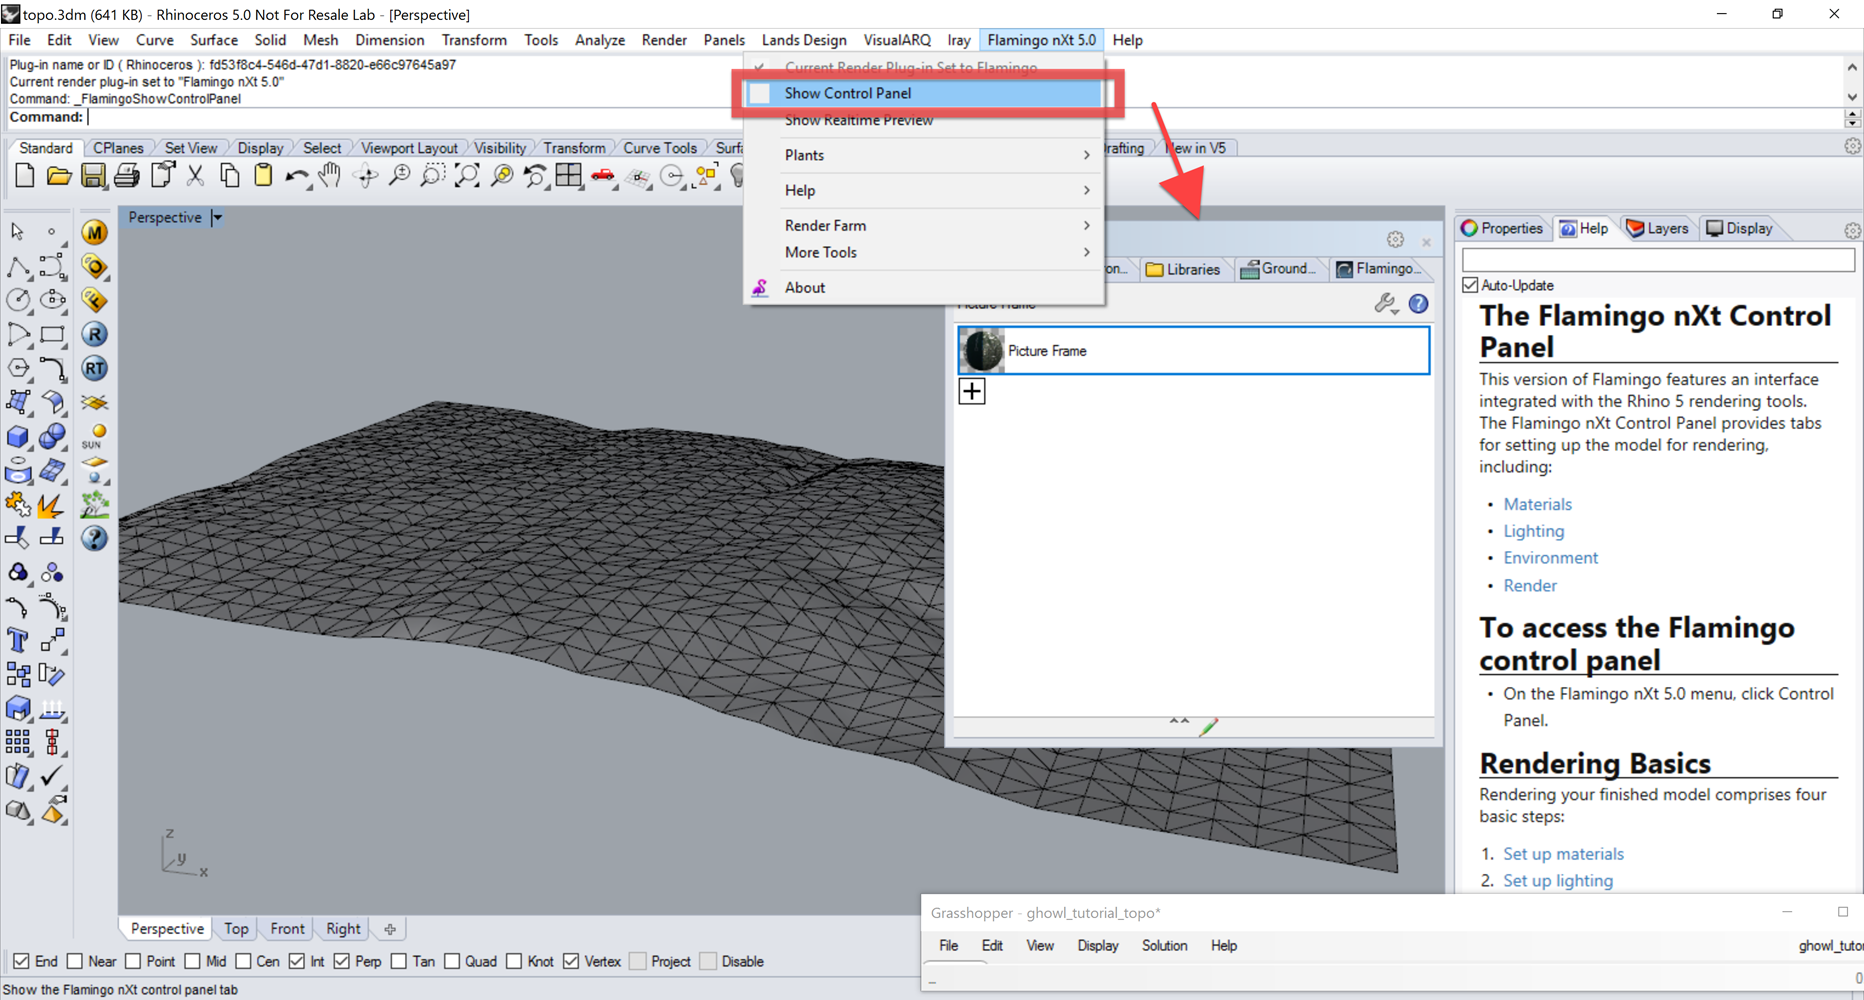 topo.3dm (641 KB) - Rhinoceros 5.0 Not For Resale Lab - [Perspective]
File Edit View Curve Surface Solid Mesh Dimension Transform Tools Analyze Render Panels Lands Design VisualARQ Iray Flamingo nXt 5.0 Help
Plug-in name or ID ( Rhinoceros ): fd53f8c4-546d-47d1-8820-e66c97645a97
Current render plug-in set to "Flamingo nXt 5.0"
Command: _FlamingoShowControlPanel
Command:
Current Render Plug-in Set to Flamingo
Show Control Panel
Show Realtime Preview
Plants
Help
Render Farm
More Tools
About
Standard CPlanes Set View Display Select Viewport Layout Visibility Transform Curve Tools Surfa rafting New in V5
Perspective
M
R
RT
SUN
on... Libraries Ground... Flamingo...
Picture Frame
Picture Frame
Properties Help Layers Display
Auto-Update
The Flamingo nXt Control
Panel
This version of Flamingo features an interface
integrated with the Rhino 5 rendering tools.
The Flamingo nXt Control Panel provides tabs
for setting up the model for rendering,
including:
• Materials
• Lighting
• Environment
• Render
To access the Flamingo
control panel
• On the Flamingo nXt 5.0 menu, click Control
Panel.
Rendering Basics
Rendering your finished model comprises four
basic steps:
1. Set up materials
2. Set up lighting
z
y
x
Perspective Top Front Right
End Near Point Mid Cen Int Perp Tan Quad Knot Vertex Project Disable
Show the Flamingo nXt control panel tab
Grasshopper - ghowl_tutorial_topo*
File Edit View Display Solution Help ghowl_tutor
0